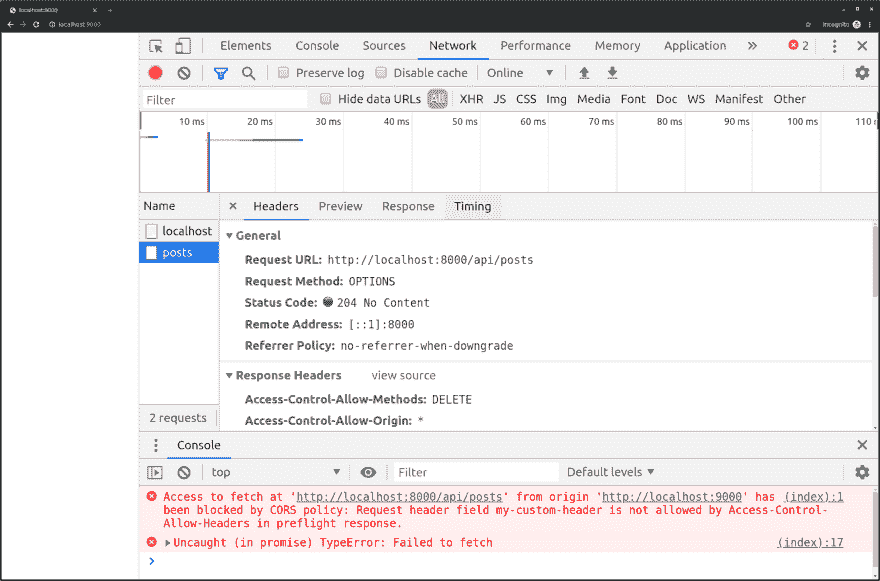 localhost:9000
localhost:9000
Incognito
Elements Console Sources Network Performance Memory Application » 2
Preserve log Disable cache Online ▼
Filter Hide data URLs All XHR JS CSS Img Media Font Doc WS Manifest Other
10 ms 20 ms 30 ms 40 ms 50 ms 60 ms 70 ms 80 ms 90 ms 100 ms 110
Name × Headers Preview Response Timing
localhost
posts
▼ General
Request URL: http://localhost:8000/api/posts
Request Method: OPTIONS
Status Code: 204 No Content
Remote Address: [::1]:8000
Referrer Policy: no-referrer-when-downgrade
▼ Response Headers view source
Access-Control-Allow-Methods: DELETE
Access-Control-Allow-Origin: *
2 requests
Console
top ▼ Filter Default levels ▼
Access to fetch at 'http://localhost:8000/api/posts' from origin 'http://localhost:9000' has (index):1
been blocked by CORS policy: Request header field my-custom-header is not allowed by Access-Control-
Allow-Headers in preflight response.
▶Uncaught (in promise) TypeError: Failed to fetch (index):17
>